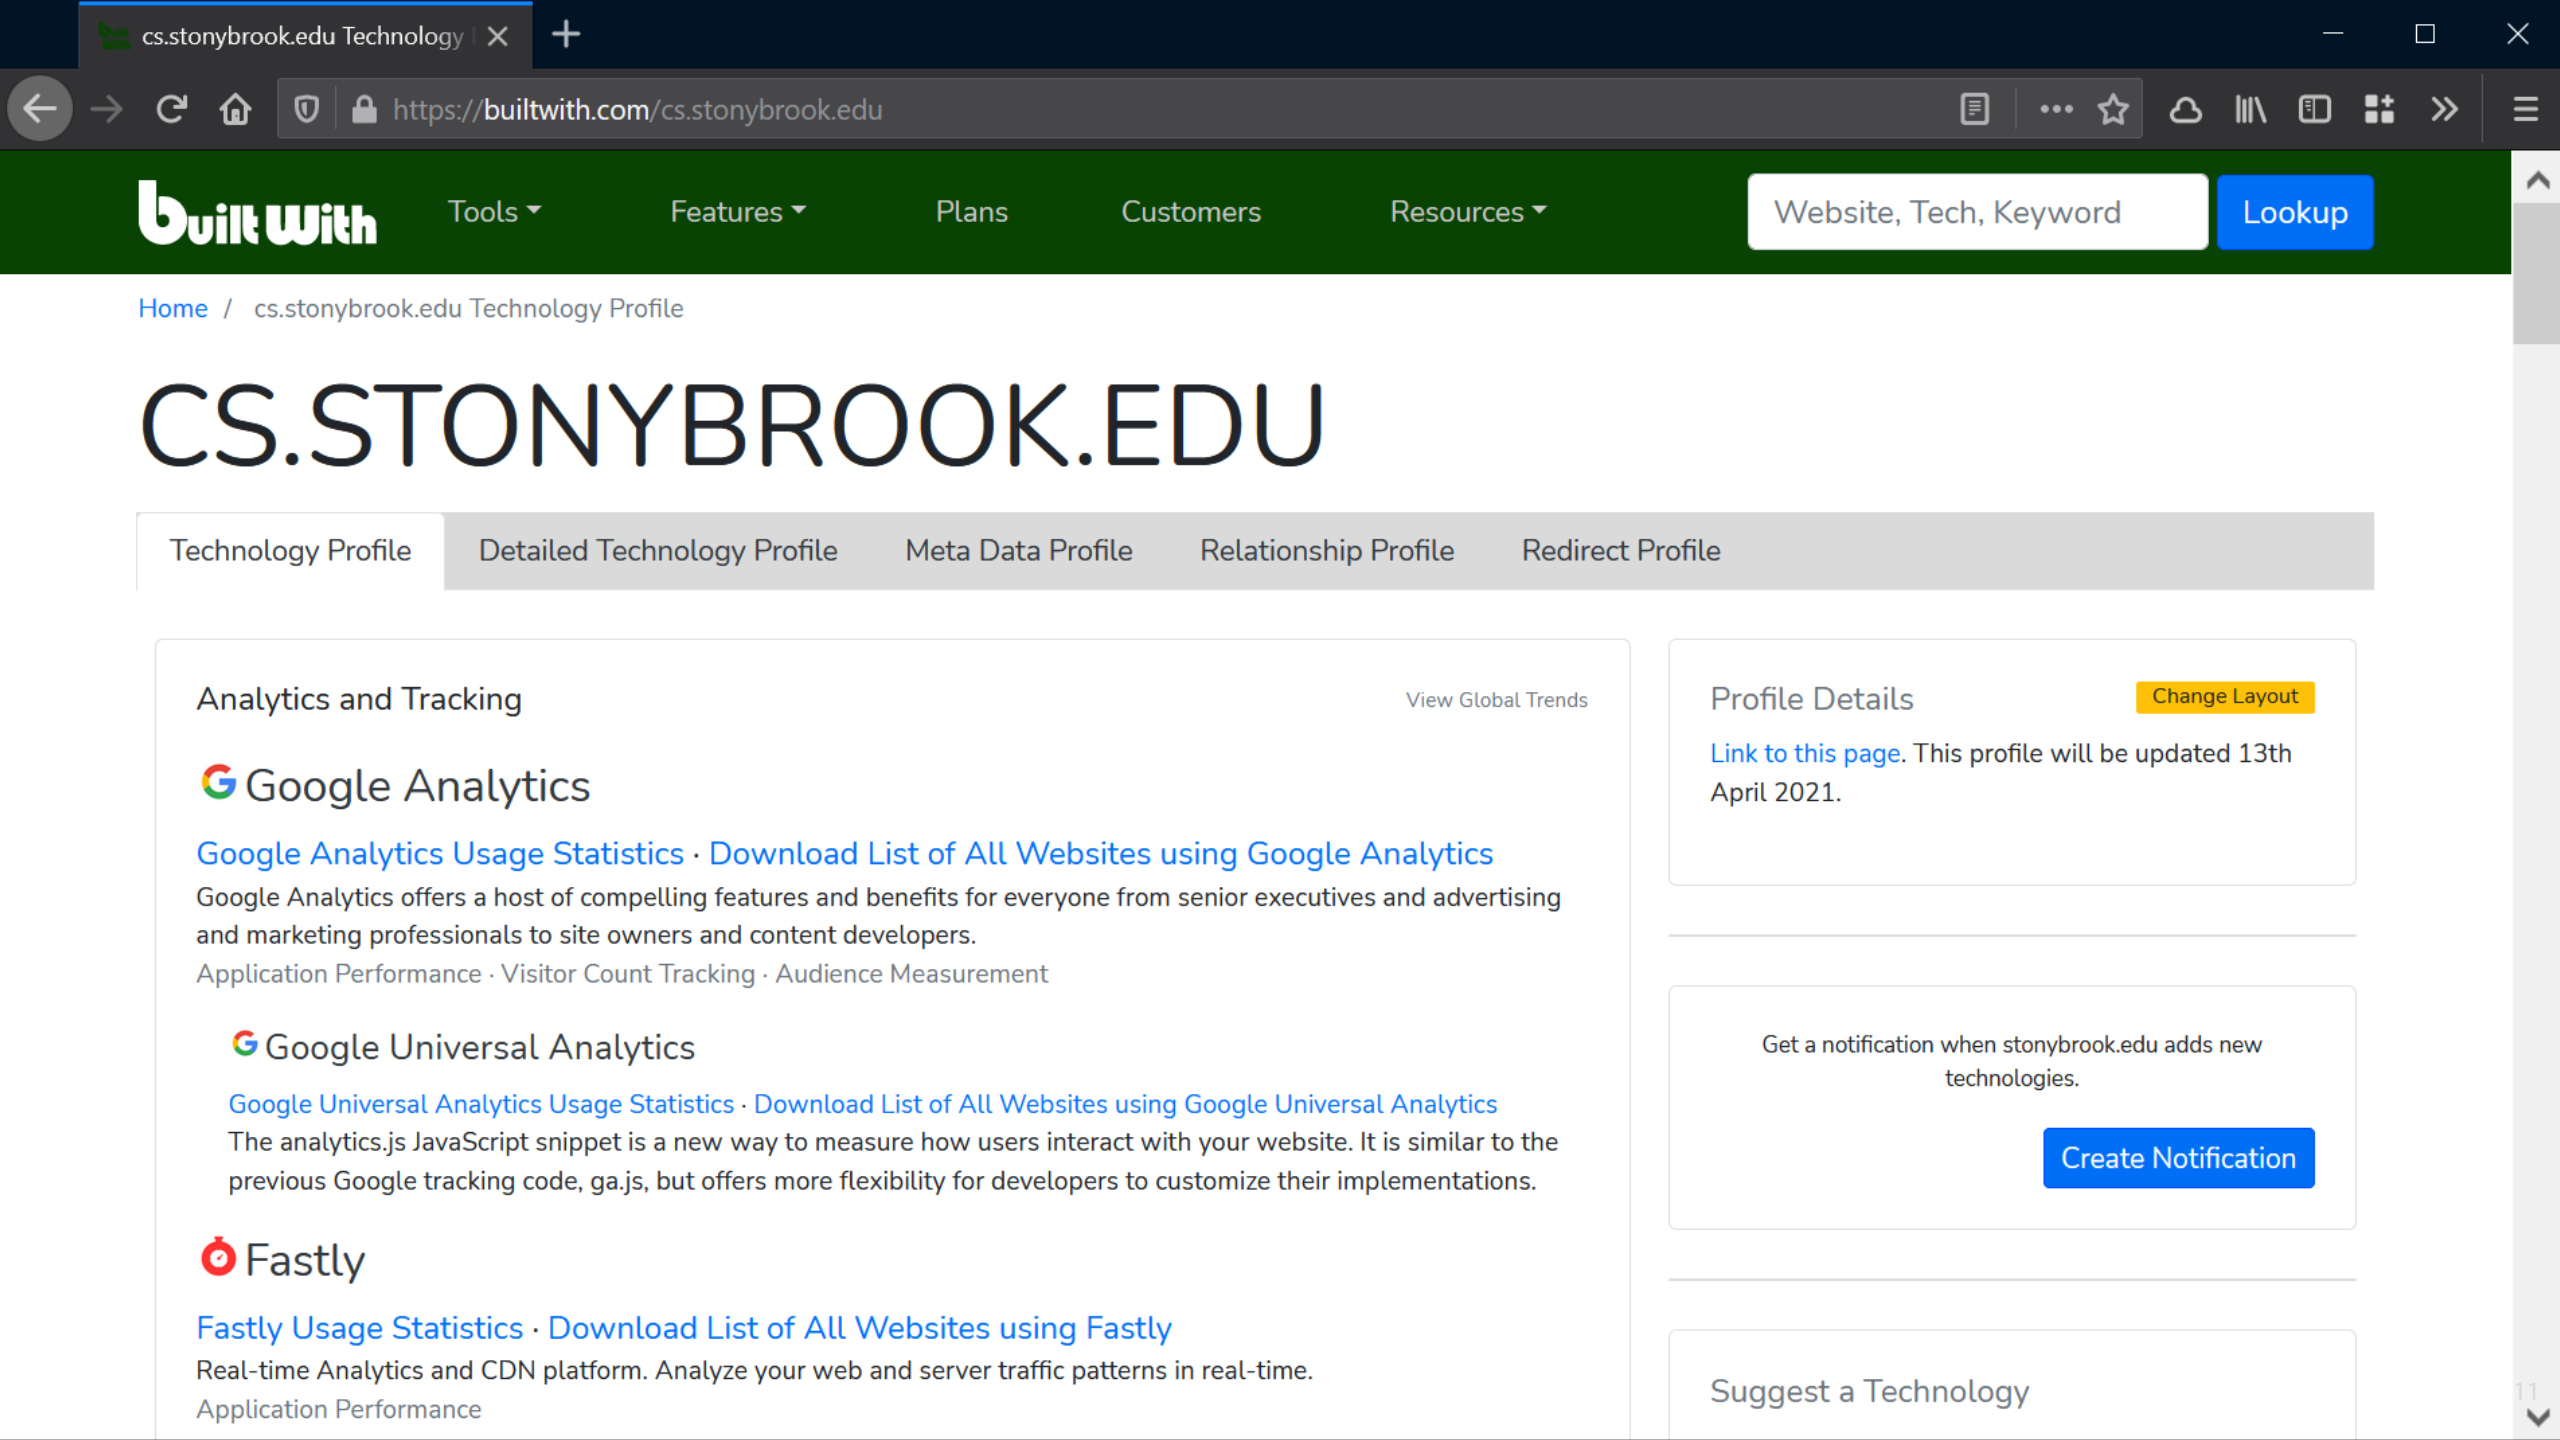 cs.stonybrook.edu Technology
https://builtwith.com/cs.stonybrook.edu
builtwith Tools Features Plans Customers Resources Website, Tech, Keyword Lookup
Home / cs.stonybrook.edu Technology Profile
CS.STONYBROOK.EDU
Technology Profile Detailed Technology Profile Meta Data Profile Relationship Profile Redirect Profile
Analytics and Tracking View Global Trends
Google Analytics
Google Analytics Usage Statistics · Download List of All Websites using Google Analytics
Google Analytics offers a host of compelling features and benefits for everyone from senior executives and advertising
and marketing professionals to site owners and content developers.
Application Performance · Visitor Count Tracking · Audience Measurement
Google Universal Analytics
Google Universal Analytics Usage Statistics · Download List of All Websites using Google Universal Analytics
The analytics.js JavaScript snippet is a new way to measure how users interact with your website. It is similar to the
previous Google tracking code, ga.js, but offers more flexibility for developers to customize their implementations.
Fastly
Fastly Usage Statistics · Download List of All Websites using Fastly
Real-time Analytics and CDN platform. Analyze your web and server traffic patterns in real-time.
Application Performance
Profile Details Change Layout
Link to this page. This profile will be updated 13th
April 2021.
Get a notification when stonybrook.edu adds new
technologies.
Create Notification
Suggest a Technology
11